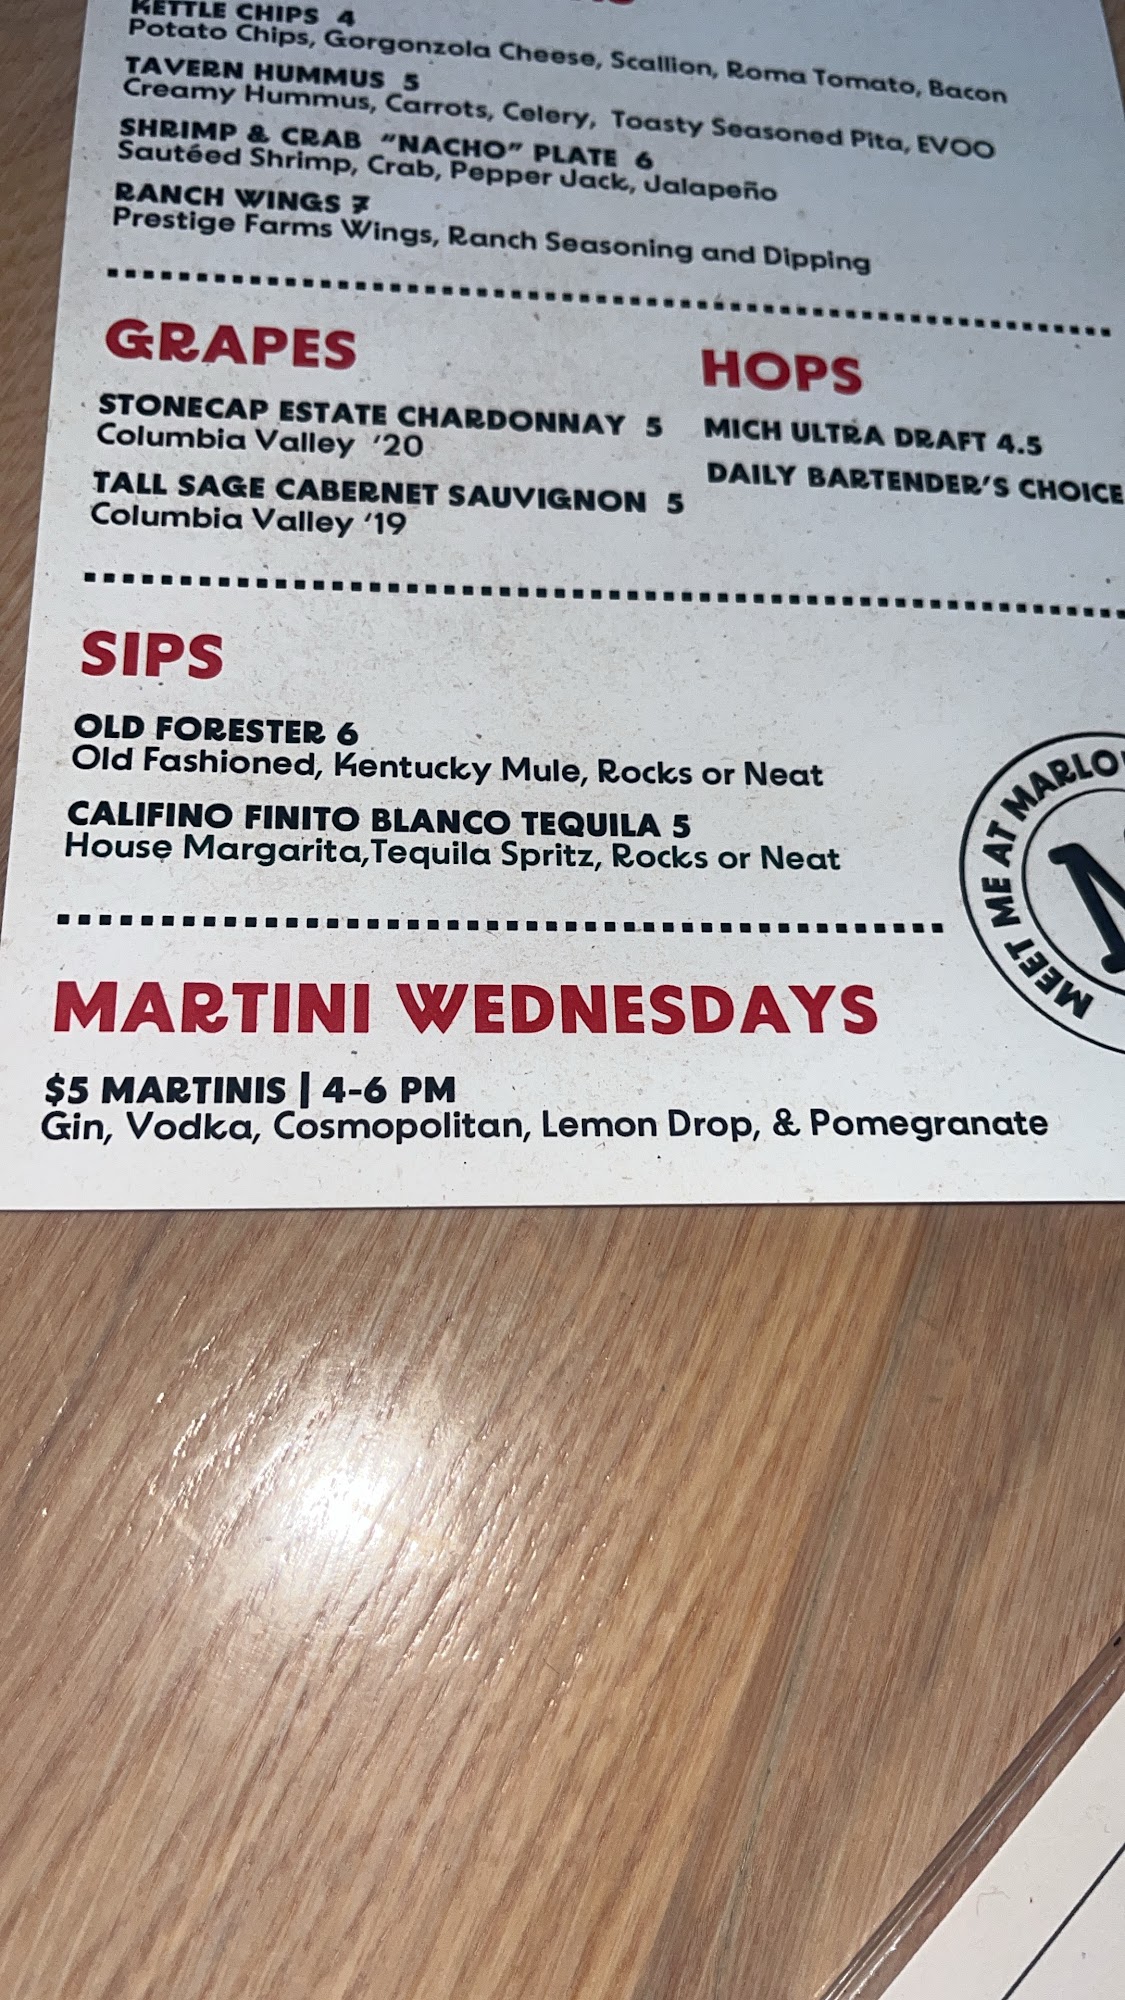 KETTLE CHIPS 4
Potato Chips, Gorgonzola Cheese, Scallion, Roma Tomato, Bacon
TAVERN HUMMUS 5
Creamy Hummus, Carrots, Celery, Toasty Seasoned Pita, EVOO
SHRIMP & CRAB "NACHO" PLATE 6
Sautéed Shrimp, Crab, Pepper Jack, Jalapeño
RANCH WINGS 7
Prestige Farms Wings, Ranch Seasoning and Dipping
GRAPES
STONECAP ESTATE CHARDONNAY 5
Columbia Valley '20
TALL SAGE CABERNET SAUVIGNON 5
Columbia Valley '19
HOPS
MICH ULTRA DRAFT 4.5
DAILY BARTENDER'S CHOICE
SIPS
OLD FORESTER 6
Old Fashioned, Kentucky Mule, Rocks or Neat
CALIFINO FINITO BLANCO TEQUILA 5
House Margarita,Tequila Spritz, Rocks or Neat
MEET ME AT MARLO
MARTINI WEDNESDAYS
$5 MARTINIS | 4-6 PM
Gin, Vodka, Cosmopolitan, Lemon Drop, & Pomegranate